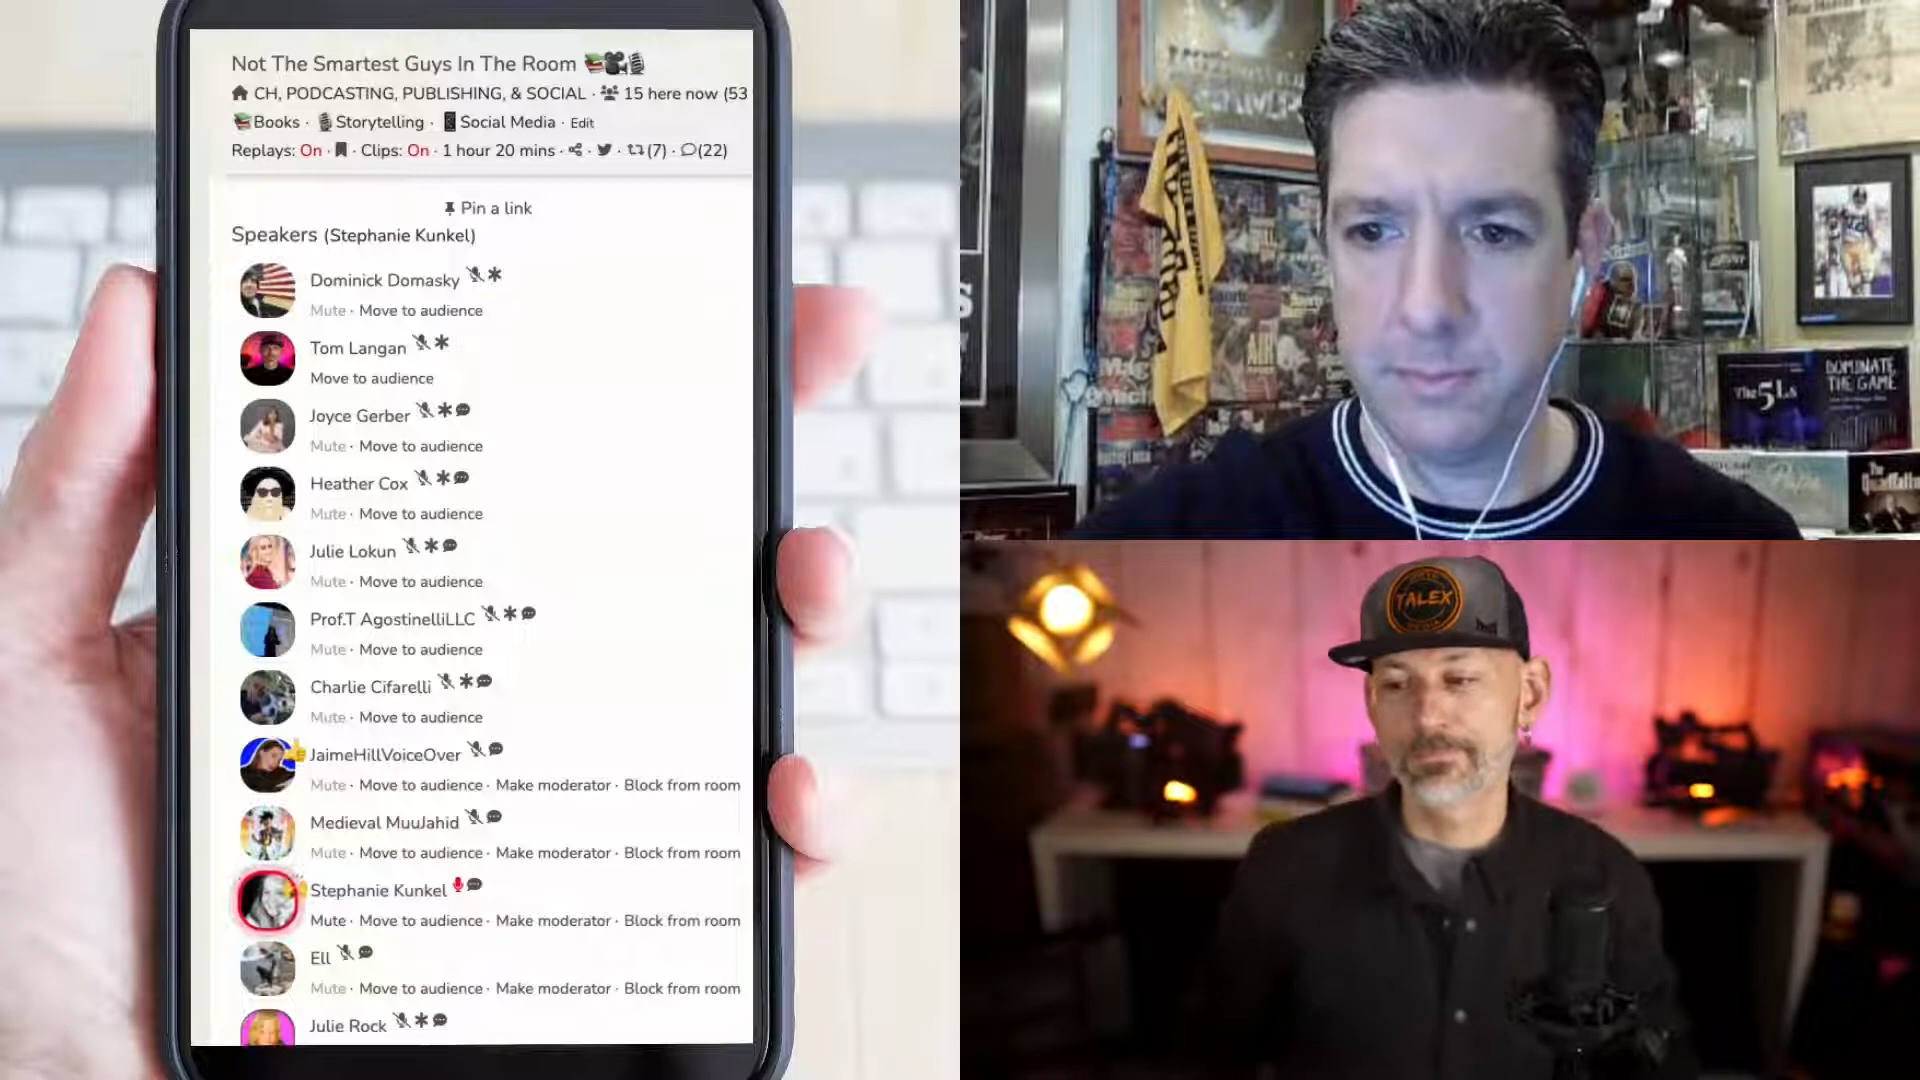 Not The Smartest Guys In The Room
CH, PODCASTING, PUBLISHING, & SOCIAL · 15 here now (53
Books · Storytelling · Social Media · Edit
Replays: On · Clips: On · 1 hour 20 mins · (7) · (22)
Pin a link
Speakers (Stephanie Kunkel)
Dominick Domasky
Mute · Move to audience
Tom Langan
Move to audience
Joyce Gerber
Mute · Move to audience
Heather Cox
Mute · Move to audience
Julie Lokun
Mute · Move to audience
Prof.T AgostinelliLLC
Mute · Move to audience
Charlie Cifarelli
Mute · Move to audience
JaimeHillVoiceOver
Mute · Move to audience · Make moderator · Block from room
Medieval MuuJahid
Mute · Move to audience · Make moderator · Block from room
Stephanie Kunkel
Mute · Move to audience · Make moderator · Block from room
Ell
Mute · Move to audience · Make moderator · Block from room
Julie Rock
AIR
The 5Ls
DOMINATE
THE GAME
The
TALEX